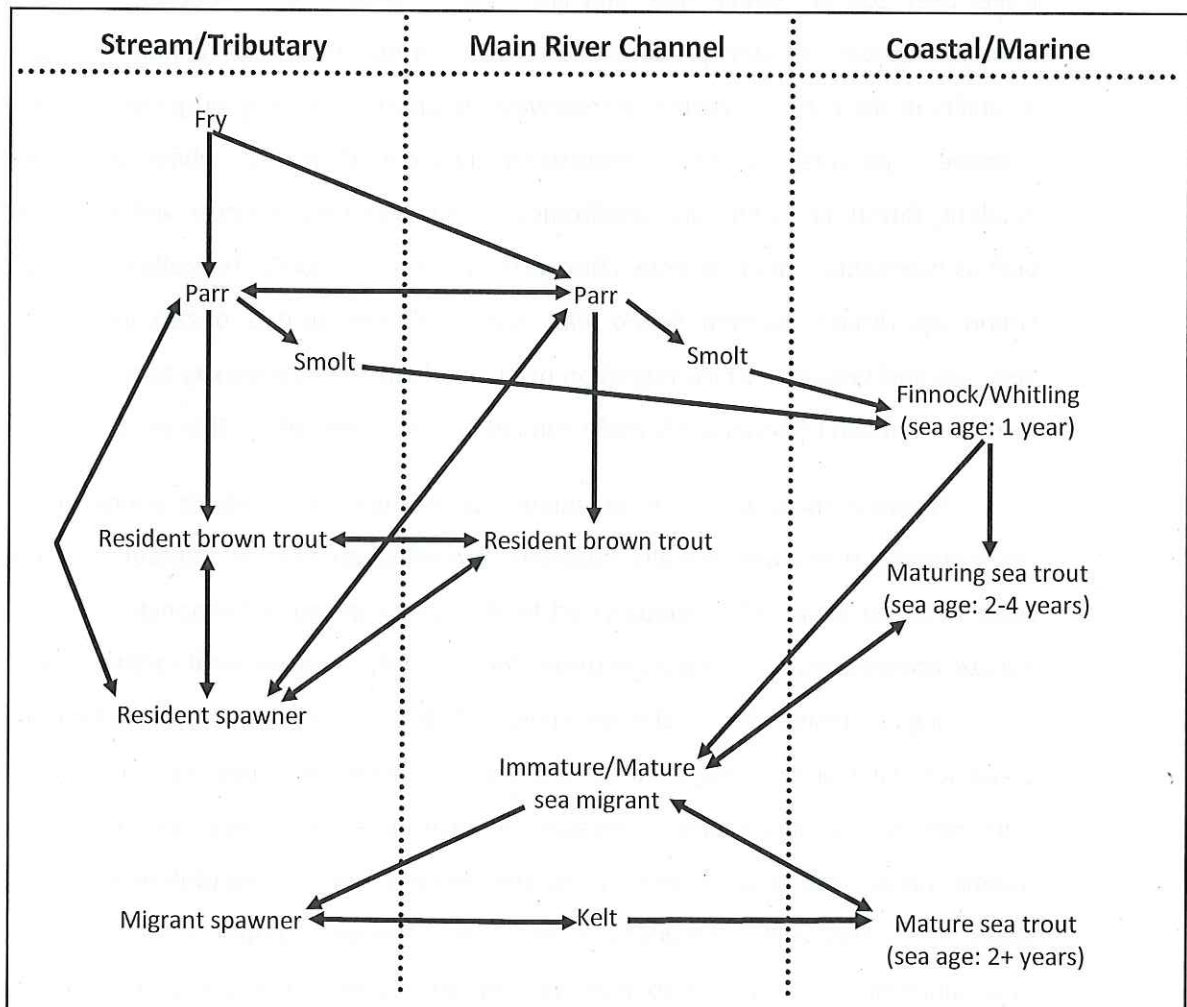 Stream/Tributary
Main River Channel
Coastal/Marine
Fry
Parr
Parr
Smolt
Smolt
Finnock/Whitling
(sea age: 1 year)
Resident brown trout
Resident brown trout
Maturing sea trout
(sea age: 2-4 years)
Resident spawner
Immature/Mature
sea migrant
Migrant spawner
Kelt
Mature sea trout
(sea age: 2+ years)